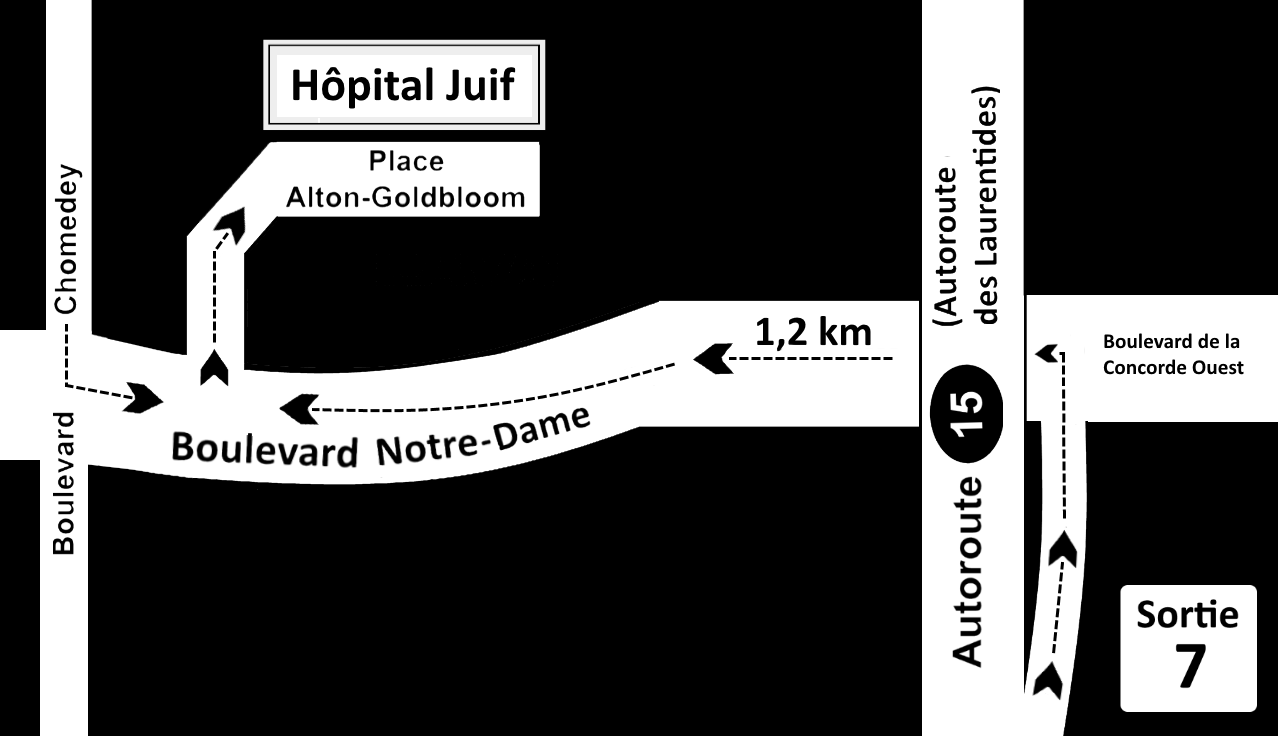 Hôpital Juif
Place
Alton-Goldbloom
Boulevard Chomedey
Boulevard Notre-Dame
1,2 km
Autoroute 15
(Autoroute
des Laurentides)
Boulevard de la
Concorde Ouest
Sortie
7